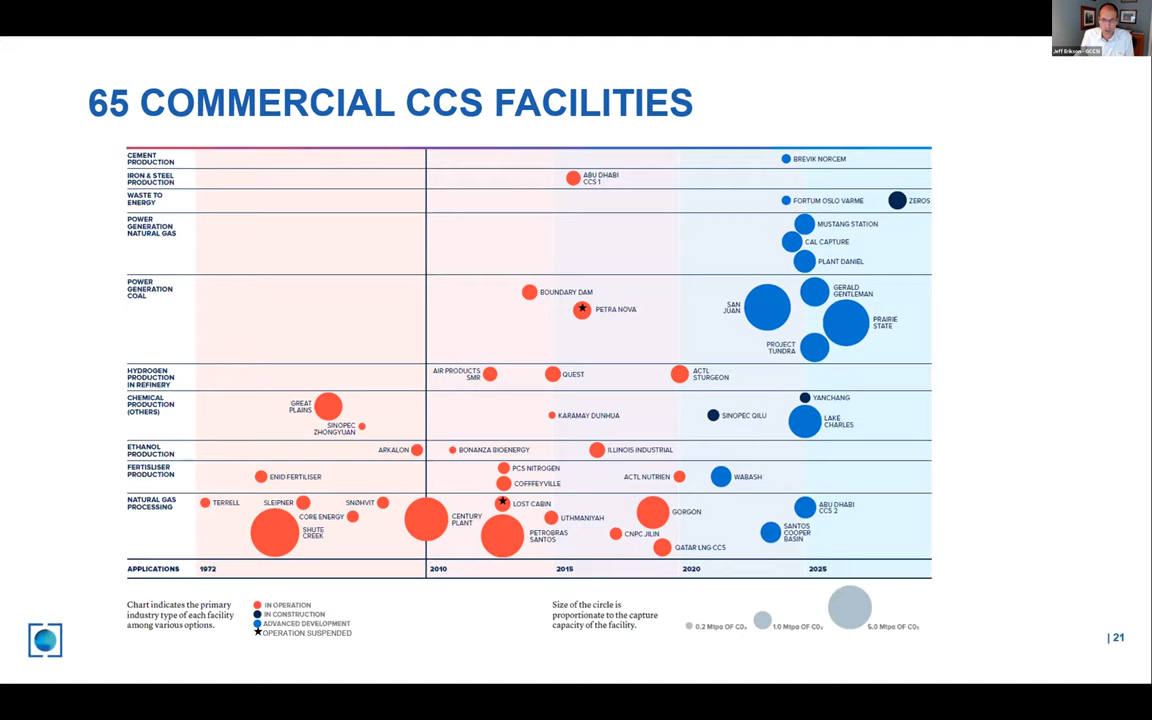 Jeff Erikson - GCCSI
65 COMMERCIAL CCS FACILITIES
CEMENT
PRODUCTION
BREVIK NORCEM
IRON & STEEL
PRODUCTION
ABU DHABI
CCS 1
WASTE TO
ENERGY
FORTUM OSLO VARME
ZEROS
POWER
GENERATION
NATURAL GAS
MUSTANG STATION
CAL CAPTURE
PLANT DANIEL
POWER
GENERATION
COAL
BOUNDARY DAM
PETRA NOVA
SAN
JUAN
GERALD
GENTLEMAN
PRAIRIE
STATE
PROJECT
TUNDRA
HYDROGEN
PRODUCTION
IN REFINERY
AIR PRODUCTS
SMR
QUEST
ACTL
STURGEON
CHEMICAL
PRODUCTION
(OTHERS)
GREAT
PLAINS
SINOPEC
ZHONGYUAN
KARAMAY DUNHUA
SINOPEC QILU
YANCHANG
LAKE
CHARLES
ETHANOL
PRODUCTION
ARKALON
BONANZA BIOENERGY
ILLINOIS INDUSTRIAL
FERTISLISER
PRODUCTION
ENID FERTILISER
PCS NITROGEN
COFFFEYVILLE
ACTL NUTRIEN
WABASH
NATURAL GAS
PROCESSING
TERRELL
SLEIPNER
SNØHVIT
CORE ENERGY
SHUTE
CREEK
CENTURY
PLANT
LOST CABIN
PETROBRAS
SANTOS
UTHMANIYAH
GORGON
CNPC JILIN
QATAR LNG CCS
ABU DHABI
CCS 2
SANTOS
COOPER
BASIN
APPLICATIONS 1972 2010 2015 2020 2025
Chart indicates the primary
industry type of each facility
among various options.
IN OPERATION
IN CONSTRUCTION
ADVANCED DEVELOPMENT
OPERATION SUSPENDED
Size of the circle is
proportionate to the capture
capacity of the facility.
0.2 Mtpa OF CO₂
1.0 Mtpa OF CO₂
5.0 Mtpa OF CO₂
| 21